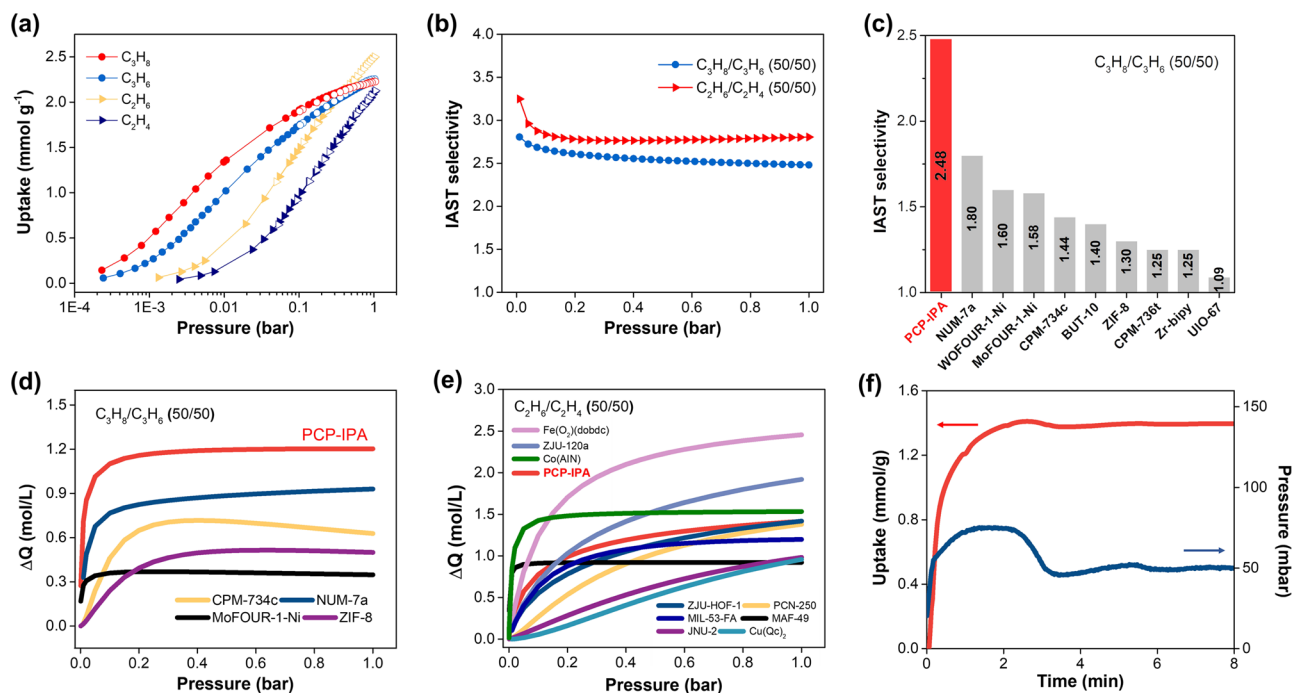 (a)
Uptake (mmol g⁻¹)
2.5
2.0
1.5
1.0
0.5
0.0
C₃H₈
C₃H₆
C₂H₆
C₂H₄
1E-4 1E-3 0.01 0.1 1
Pressure (bar)
(b)
IAST selectivity
4.0
3.5
3.0
2.5
2.0
1.5
1.0
C₃H₈/C₃H₆ (50/50)
C₂H₆/C₂H₄ (50/50)
0.0 0.2 0.4 0.6 0.8 1.0
Pressure (bar)
(c)
IAST selectivity
2.5
2.0
1.5
1.0
C₃H₈/C₃H₆ (50/50)
2.48 1.80 1.60 1.58 1.44 1.40 1.30 1.25 1.25 1.09
PCP-IPA
NUM-7a
WOFOUR-1-Ni
MoFOUR-1-Ni
CPM-734c
BUT-10
ZIF-8
CPM-736t
Zr-bipy
UIO-67
(d)
ΔQ (mol/L)
1.5
1.2
0.9
0.6
0.3
0.0
C₃H₈/C₃H₆ (50/50)
PCP-IPA
CPM-734c NUM-7a
MoFOUR-1-Ni ZIF-8
0.0 0.2 0.4 0.6 0.8 1.0
Pressure (bar)
(e)
ΔQ (mol/L)
3.0
2.5
2.0
1.5
1.0
0.5
0.0
C₂H₆/C₂H₄ (50/50)
Fe(O₂)(dobdc)
ZJU-120a
Co(AIN)
PCP-IPA
ZJU-HOF-1 PCN-250
MIL-53-FA MAF-49
JNU-2 Cu(Qc)₂
0.0 0.2 0.4 0.6 0.8 1.0
Pressure (bar)
(f)
Uptake (mmol/g)
1.6
1.2
0.8
0.4
0.0
150
100
50
0
Pressure (mbar)
0 2 4 6 8
Time (min)